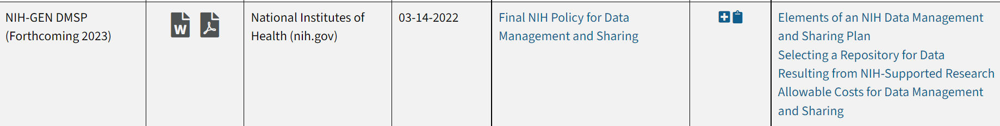 NIH-GEN DMSP
(Forthcoming 2023)
W
National Institutes of
Health (nih.gov)
03-14-2022
Final NIH Policy for Data
Management and Sharing
Elements of an NIH Data Management
and Sharing Plan
Selecting a Repository for Data
Resulting from NIH-Supported Research
Allowable Costs for Data Management
and Sharing